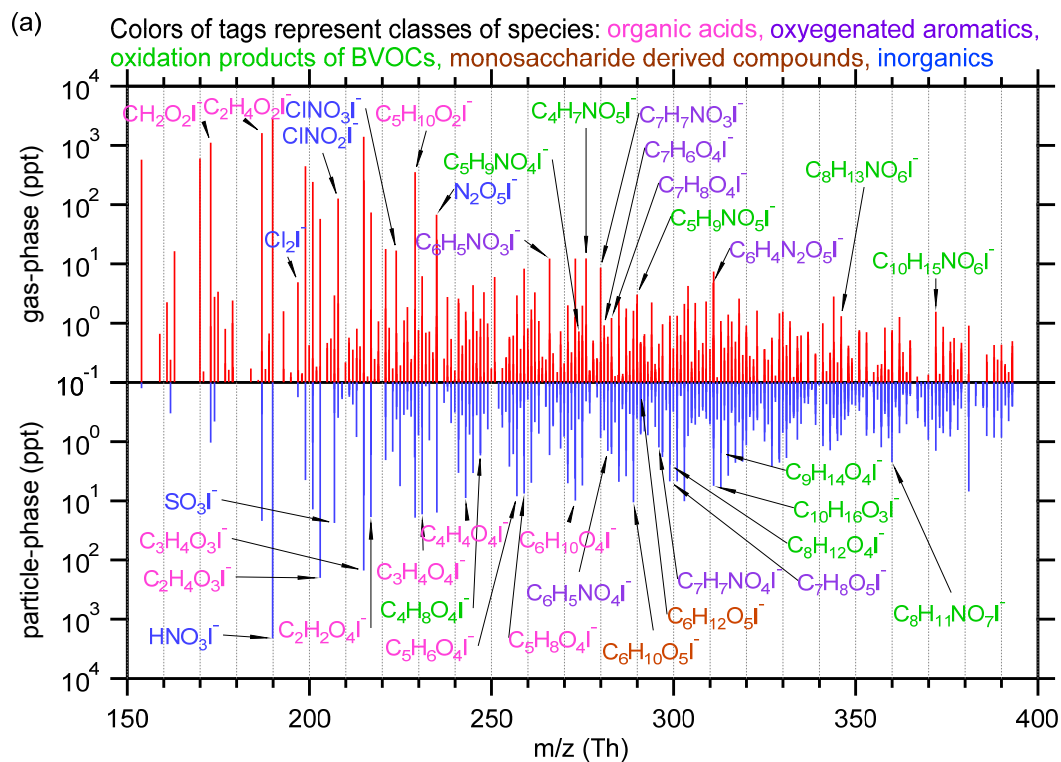 (a)
Colors of tags represent classes of species: organic acids, oxyegenated aromatics,
oxidation products of BVOCs, monosaccharide derived compounds, inorganics
gas-phase (ppt)
10⁴
10³
10²
10¹
10⁰
10⁻¹
CH₂O₂I⁻
C₂H₄O₂I⁻
ClNO₃I⁻
ClNO₂I⁻
C₅H₁₀O₂I⁻
C₄H₇NO₅I⁻
C₇H₇NO₃I⁻
C₇H₆O₄I⁻
C₅H₉NO₄I⁻
C₇H₈O₄I⁻
C₈H₁₃NO₆I⁻
N₂O₅I⁻
C₅H₉NO₅I⁻
Cl₂I⁻
C₆H₅NO₃I⁻
C₆H₄N₂O₅I⁻
C₁₀H₁₅NO₆I⁻
particle-phase (ppt)
10⁰
10¹
10²
10³
10⁴
SO₃I⁻
C₃H₄O₃I⁻
C₂H₄O₃I⁻
HNO₃I⁻
C₂H₂O₄I⁻
C₄H₄O₄I⁻
C₃H₄O₄I⁻
C₄H₈O₄I⁻
C₅H₆O₄I⁻
C₆H₁₀O₄I⁻
C₆H₅NO₄I⁻
C₅H₈O₄I⁻
C₆H₁₀O₅I⁻
C₉H₁₄O₄I⁻
C₁₀H₁₆O₃I⁻
C₈H₁₂O₄I⁻
C₇H₇NO₄I⁻
C₇H₈O₅I⁻
C₆H₁₂O₅I⁻
C₈H₁₁NO₇I⁻
150 200 250 300 350 400
m/z (Th)